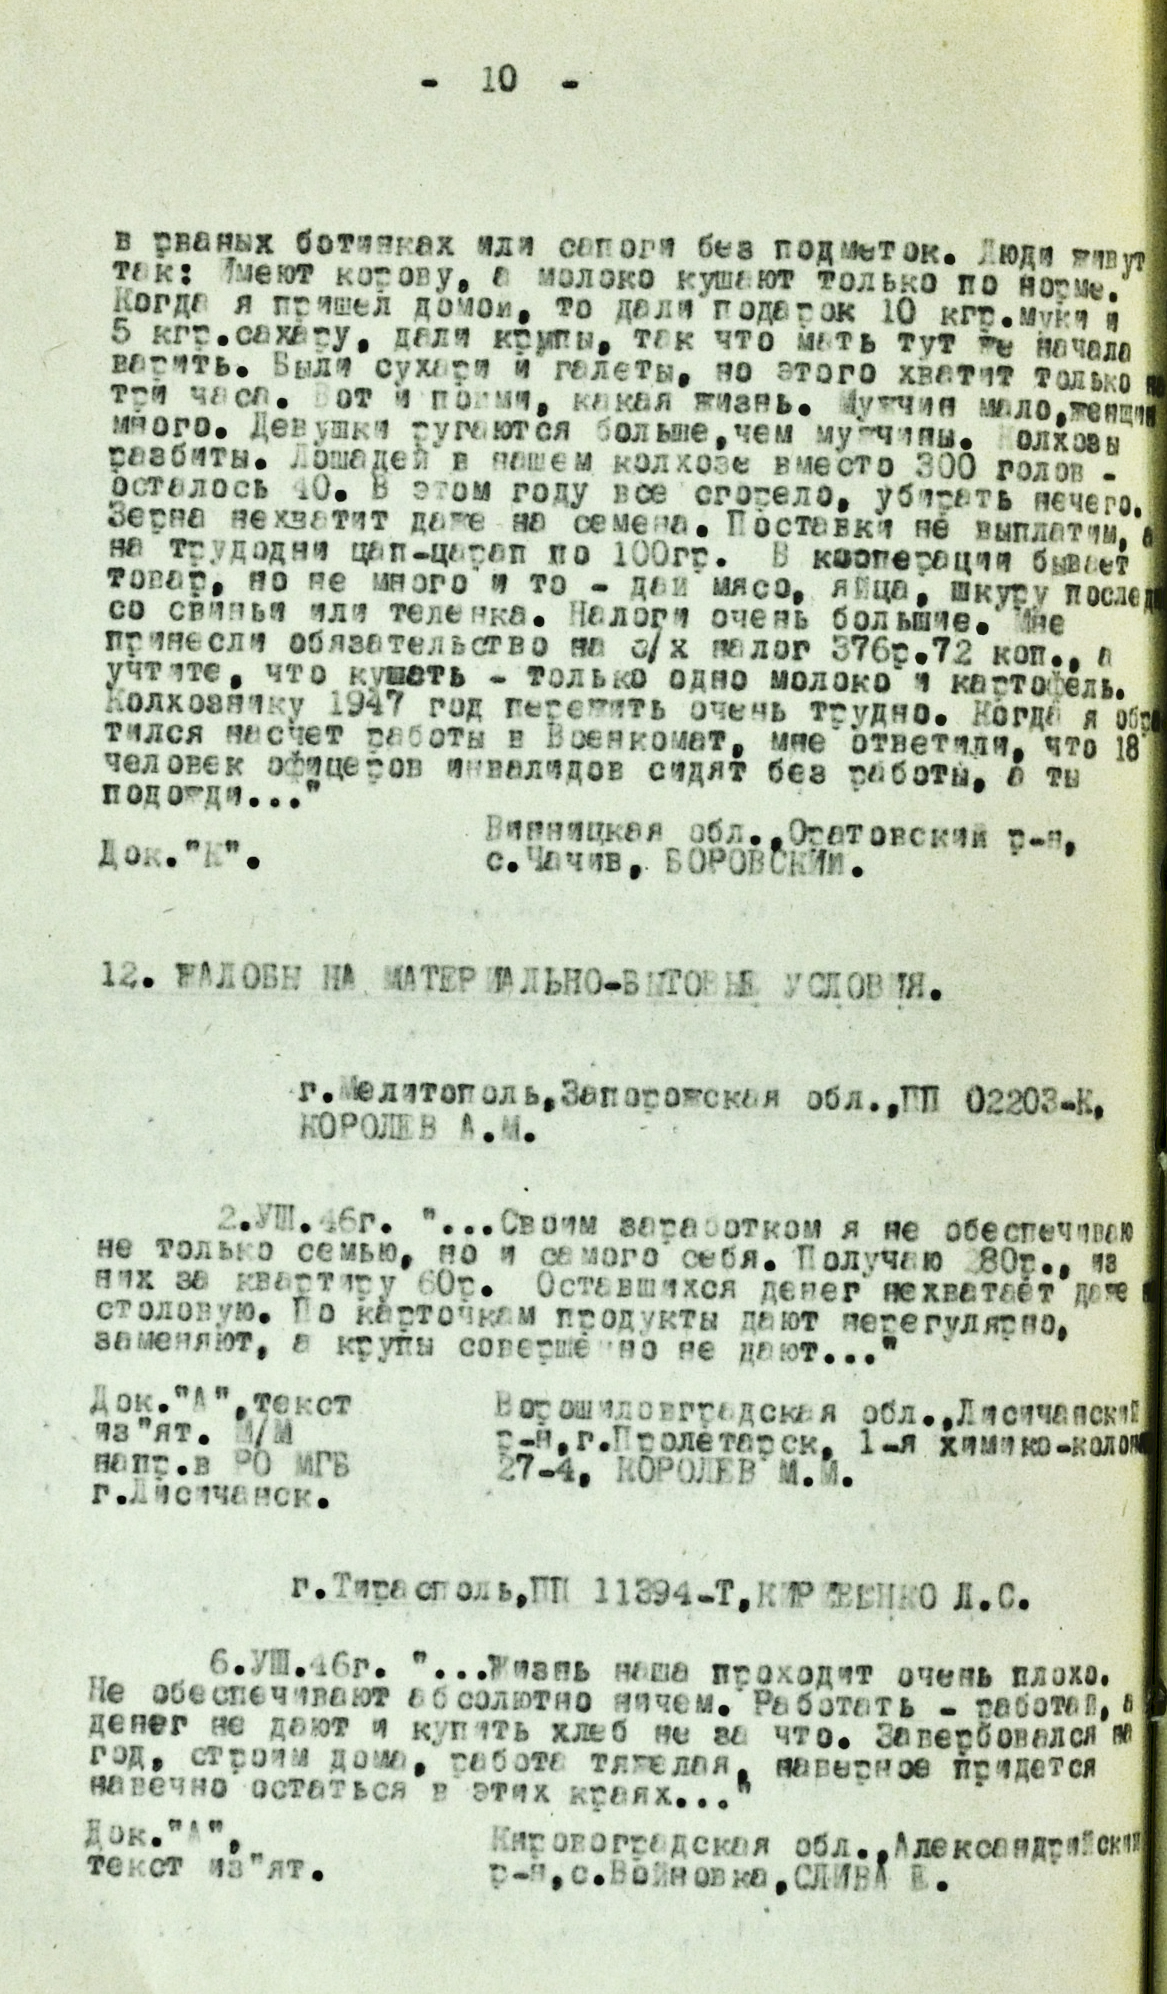 - 10 -
в рваных ботинках или сапоги без подметок. Люди живут
так: Имеют корову, а молоко кушают только по норме.
Когда я пришел домой, то дали подарок 10 кгр.муки и
5 кгр.сахару, дали крупы, так что мать тут же начала
варить. Были сухари и галеты, но этого хватит только
три часа. Вот и пойми, какая жизнь. Мужчин мало,женщин
много. Девушки ругаются больше,чем мужчины. Колхозы
разбиты. Лошадей в нашем колхозе вместо 300 голов -
осталось 40. В этом году все сгорело, убирать нечего.
Зерна нехватит даже на семена. Поставки не выплатим, а
на трудодни цап-царап по 100гр. В кооперации бывает
товар, но не много и то - дай мясо, яйца, шкуру послед
со свиньи или теленка. Налоги очень большие. Мне
принесли обязательство на с/х налог 376р.72 коп., а
учтите, что кушать - только одно молоко и картофель.
Колхознику 1947 год пережить очень трудно. Когда я обра
тился насчет работы в Военкомат, мне ответили, что 18
человек офицеров инвалидов сидят без работы, а ты
подожди..."
Винницкая обл.,Оратовский р-н,
Док."К". с.Чачив, БОРОВСКИЙ.
12. ЖАЛОБЫ НА МАТЕРИАЛЬНО-БЫТОВЫЕ УСЛОВИЯ.
г.Мелитополь,Запорожская обл.,ПП 02203-К,
КОРОЛЕВ А.М.
2.УШ.46г. "...Своим заработком я не обеспечиваю
не только семью, но и самого себя. Получаю 280р., из
них за квартиру 60р. Оставшихся денег нехватает даже
столовую. По карточкам продукты дают нерегулярно,
заменяют, а крупы совершенно не дают..."
Док."А",текст Ворошиловградская обл.,Лисичанский
из"ят. М/М р-н,г.Пролетарск, 1-я химико-колон
напр.в РО МГБ 27-4, КОРОЛЕВ М.М.
г.Лисичанск.
г.Тирасполь,ПП 11394-Т,КИРИЕНКО Л.С.
6.УШ.46г. "...Жизнь наша проходит очень плохо.
Не обеспечивают абсолютно ничем. Работать - работай, а
денег не дают и купить хлеб не за что. Завербовался на
год, строим дома, работа тяжелая, наверное придется
навечно остаться в этих краях..."
Док."А", Кировоградская обл.,Александрийский
текст из"ят. р-н,с.Войновка,СЛИВА